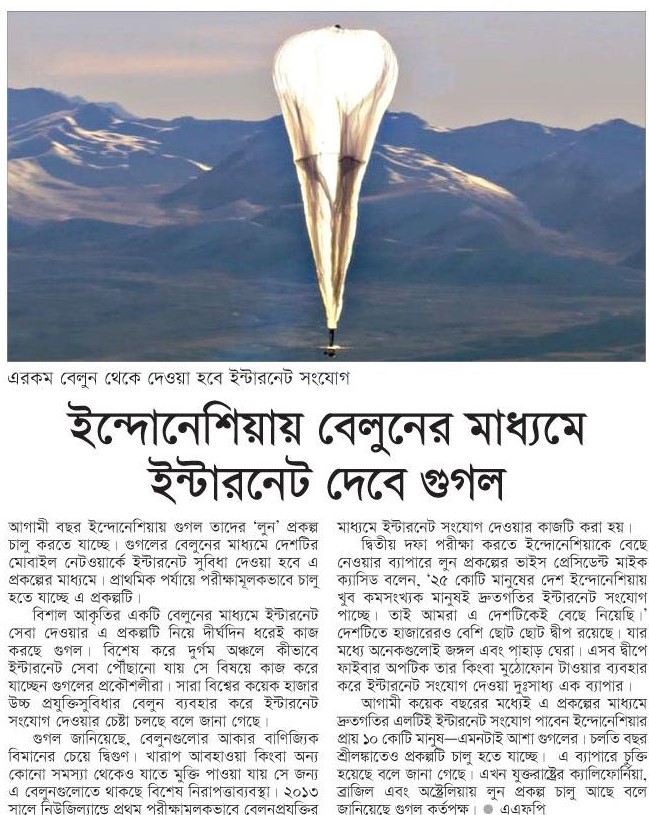 এরকম বেলুন থেকে দেওয়া হবে ইন্টারনেট সংযোগ
ইন্দোনেশিয়ায় বেলুনের মাধ্যমে
ইন্টারনেট দেবে গুগল
আগামী বছর ইন্দোনেশিয়ায় গুগল তাদের ‘লুন’ প্রকল্প
চালু করতে যাচ্ছে। গুগলের বেলুনের মাধ্যমে দেশটির
মোবাইল নেটওয়ার্কে ইন্টারনেট সুবিধা দেওয়া হবে এ
প্রকল্পের মাধ্যমে। প্রাথমিক পর্যায়ে পরীক্ষামূলকভাবে চালু
হতে যাচ্ছে এ প্রকল্পটি।
বিশাল আকৃতির একটি বেলুনের মাধ্যমে ইন্টারনেট
সেবা দেওয়ার এ প্রকল্পটি নিয়ে দীর্ঘদিন ধরেই কাজ
করছে গুগল। বিশেষ করে দুর্গম অঞ্চলে কীভাবে
ইন্টারনেট সেবা পৌঁছানো যায় সে বিষয়ে কাজ করে
যাচ্ছেন গুগলের প্রকৌশলীরা। সারা বিশ্বের কয়েক হাজার
উচ্চ প্রযুক্তিসুবিধার বেলুন ব্যবহার করে ইন্টারনেট
সংযোগ দেওয়ার চেষ্টা চলছে বলে জানা গেছে।
গুগল জানিয়েছে, বেলুনগুলোর আকার বাণিজ্যিক
বিমানের চেয়ে দ্বিগুণ। খারাপ আবহাওয়া কিংবা অন্য
কোনো সমস্যা থেকেও যাতে মুক্তি পাওয়া যায় সে জন্য
এ বেলুনগুলোতে থাকছে বিশেষ নিরাপত্তাব্যবস্থা। ২০১৩
সালে নিউজিল্যান্ডে প্রথম পরীক্ষামূলকভাবে বেলুনপ্রযুক্তির
মাধ্যমে ইন্টারনেট সংযোগ দেওয়ার কাজটি করা হয়।
দ্বিতীয় দফা পরীক্ষা করতে ইন্দোনেশিয়াকে বেছে
নেওয়ার ব্যাপারে লুন প্রকল্পের ভাইস প্রেসিডেন্ট মাইক
ক্যাসিড বলেন, ‘২৫ কোটি মানুষের দেশ ইন্দোনেশিয়ায়
খুব কমসংখ্যক মানুষই দ্রুতগতির ইন্টারনেট সংযোগ
পাচ্ছে। তাই আমরা এ দেশটিকেই বেছে নিয়েছি।’
দেশটিতে হাজারেরও বেশি ছোট ছোট দ্বীপ রয়েছে। যার
মধ্যে অনেকগুলোই জঙ্গল এবং পাহাড় ঘেরা। এসব দ্বীপে
ফাইবার অপটিক তার কিংবা মুঠোফোন টাওয়ার ব্যবহার
করে ইন্টারনেট সংযোগ দেওয়া দুঃসাধ্য এক ব্যাপার।
আগামী কয়েক বছরের মধ্যেই এ প্রকল্পের মাধ্যমে
দ্রুতগতির এলটিই ইন্টারনেট সংযোগ পাবেন ইন্দোনেশিয়ার
প্রায় ১০ কোটি মানুষ—এমনটাই আশা গুগলের। চলতি বছর
শ্রীলঙ্কাতেও প্রকল্পটি চালু হতে যাচ্ছে। এ ব্যাপারে চুক্তি
হয়েছে বলে জানা গেছে। এখন যুক্তরাষ্ট্রের ক্যালিফোর্নিয়া,
ব্রাজিল এবং অস্ট্রেলিয়ায় লুন প্রকল্প চালু আছে বলে
জানিয়েছে গুগল কর্তৃপক্ষ। ● এএফপি